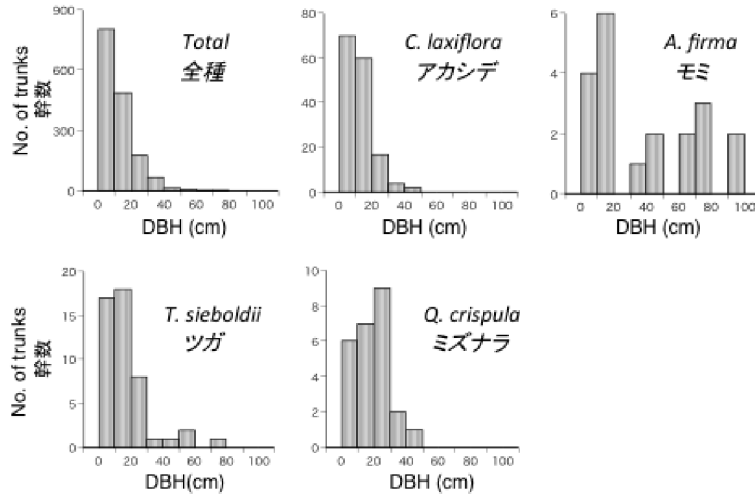 900
600
300
0
No. of trunks
幹数
Total
全種
0 20 40 60 80 100
DBH (cm)
80
60
40
20
0
C. laxiflora
アカシデ
0 20 40 60 80 100
DBH (cm)
6
4
2
0
A. firma
モミ
0 20 40 60 80 100
DBH (cm)
20
15
10
5
0
No. of trunks
幹数
T. sieboldii
ツガ
0 20 40 60 80 100
DBH(cm)
10
8
6
4
2
0
Q. crispula
ミズナラ
0 20 40 60 80 100
DBH (cm)